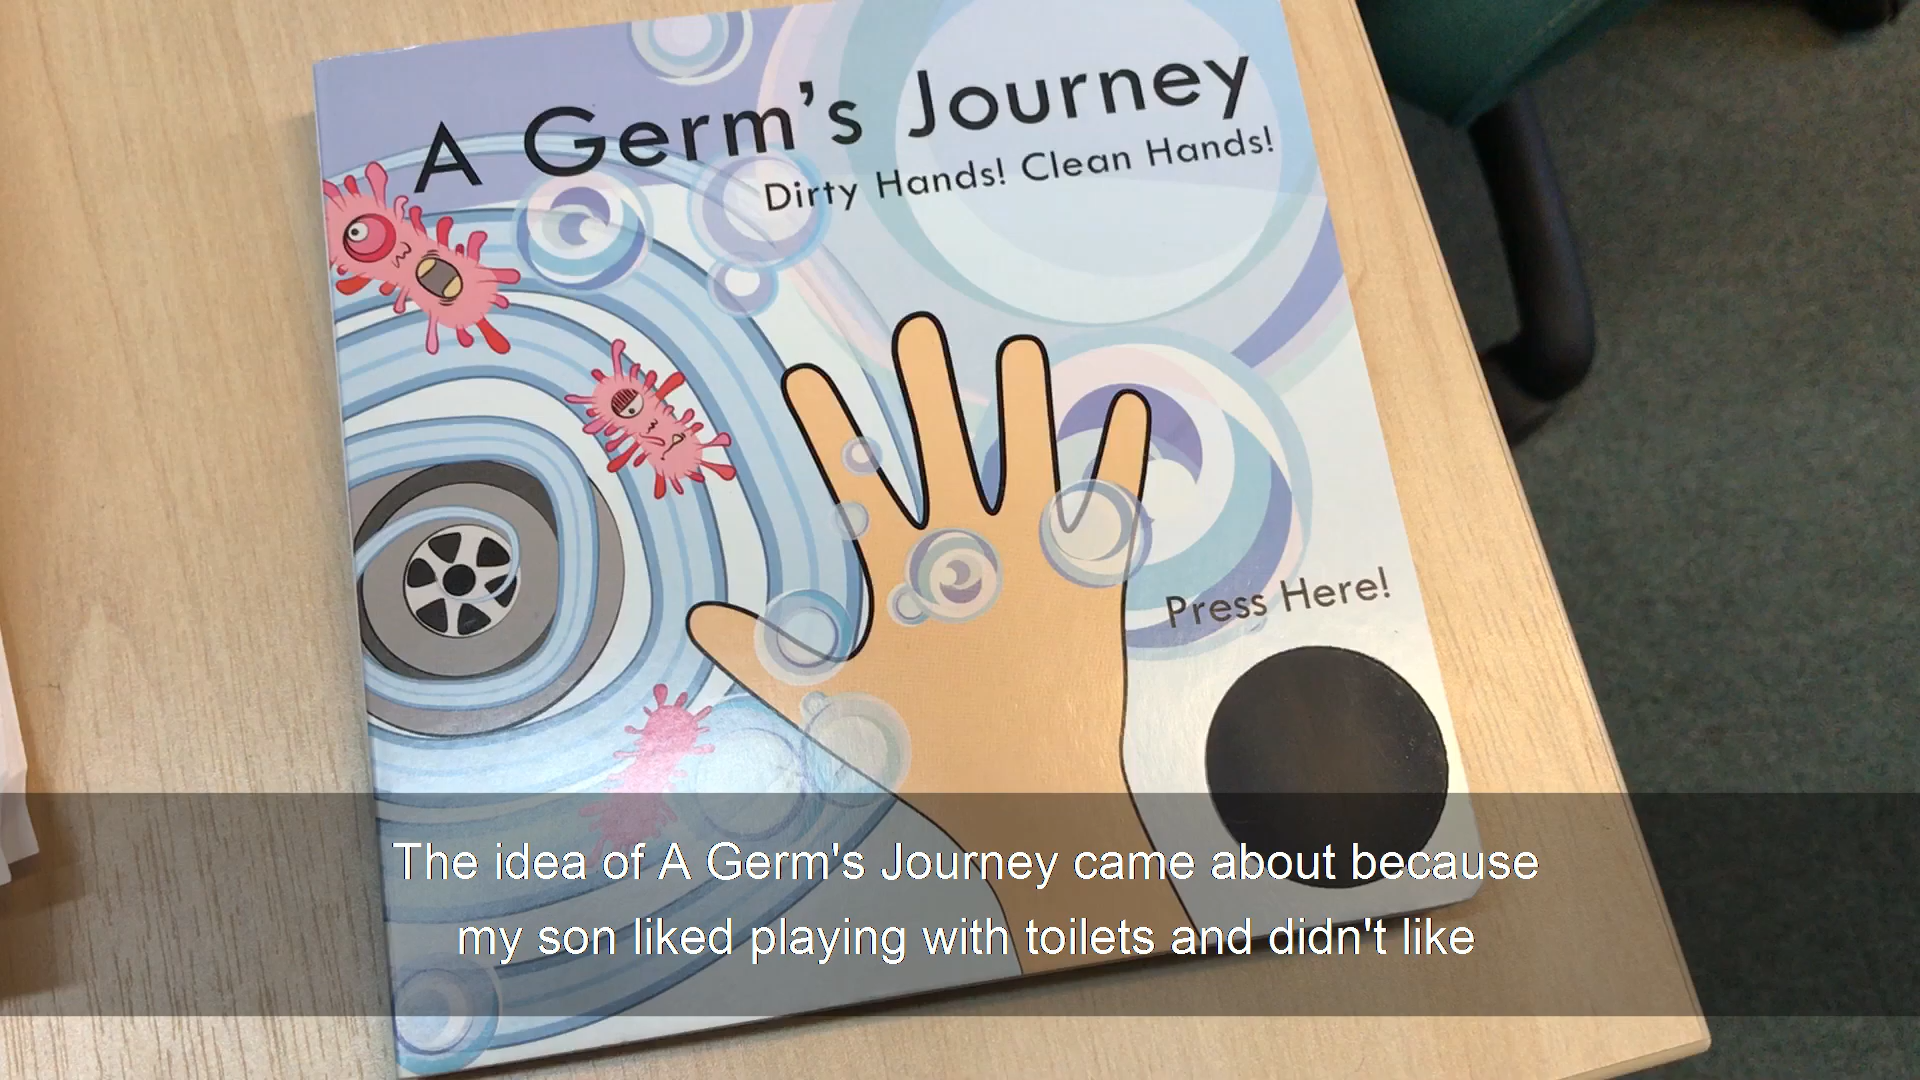 A Germ's Journey
Dirty Hands! Clean Hands!
Press Here!
The idea of A Germ's Journey came about because
my son liked playing with toilets and didn't like